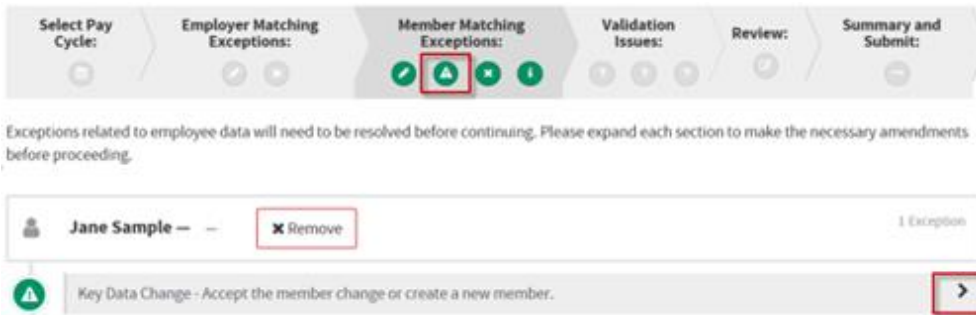 Select Pay
Cycle:
Employer Matching
Exceptions:
Member Matching
Exceptions:
Validation
Issues:
Review:
Summary and
Submit:
Exceptions related to employee data will need to be resolved before continuing. Please expand each section to make the necessary amendments
before proceeding.
Jane Sample — –
Remove
1 Exception
Key Data Change - Accept the member change or create a new member.